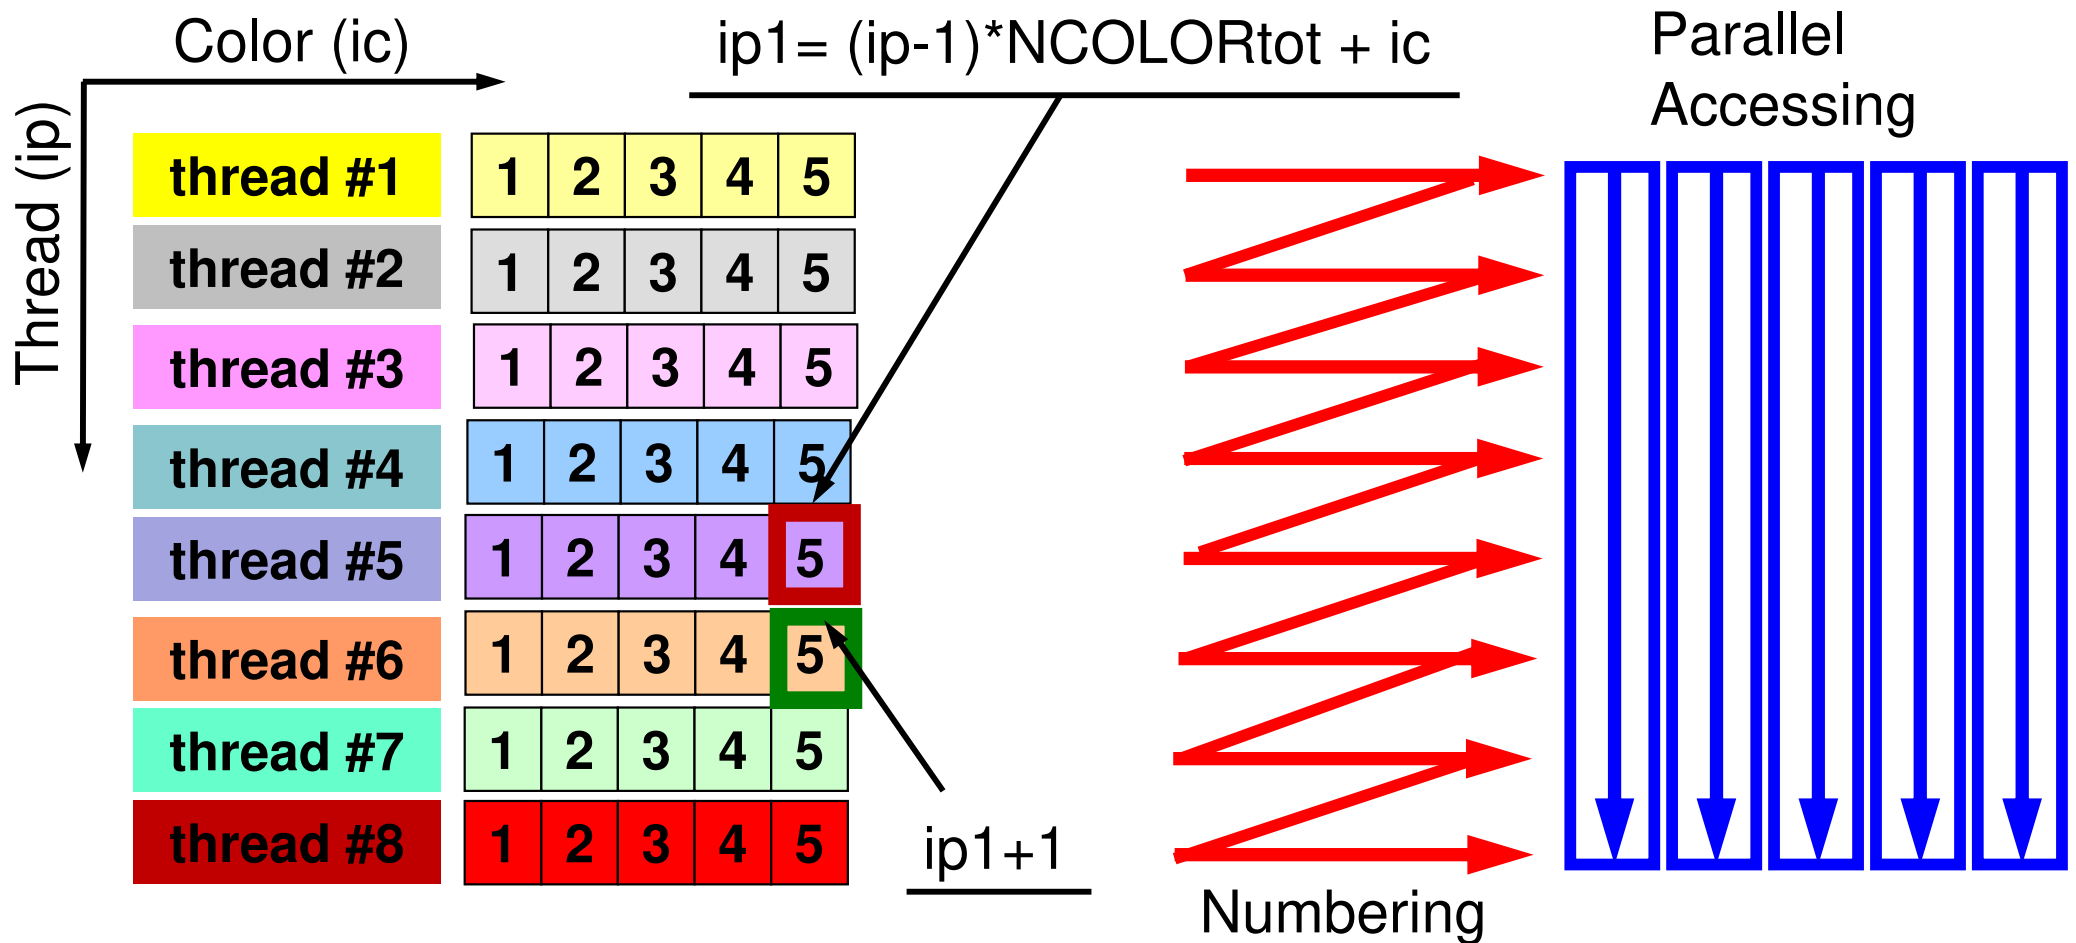 Color (ic)
ip1= (ip-1)*NCOLORtot + ic
Parallel
Accessing
Thread (ip)
thread #1 1 2 3 4 5
thread #2 1 2 3 4 5
thread #3 1 2 3 4 5
thread #4 1 2 3 4 5
thread #5 1 2 3 4 5
thread #6 1 2 3 4 5
thread #7 1 2 3 4 5
thread #8 1 2 3 4 5
ip1+1
Numbering